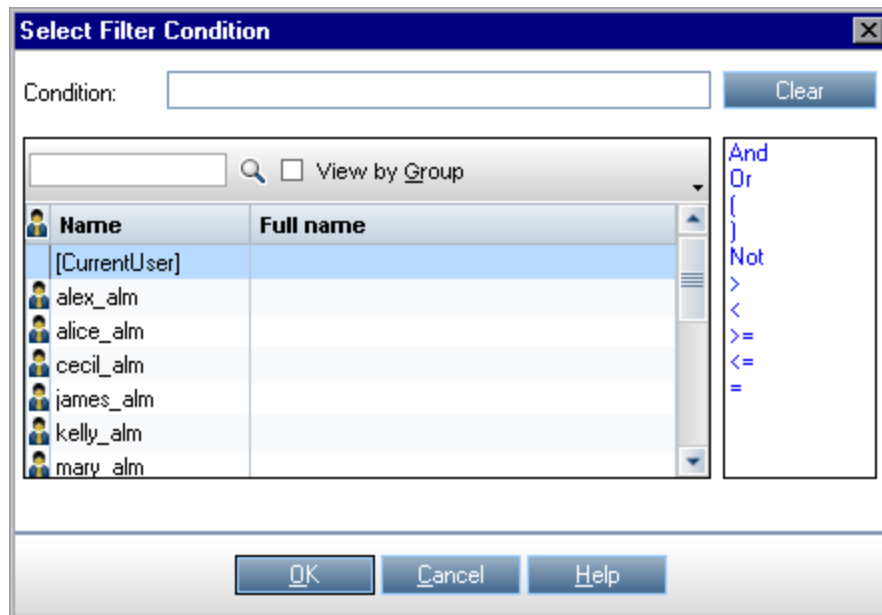 Select Filter Condition
Condition:
Clear
View by Group
Name Full name
[CurrentUser]
alex_alm
alice_alm
cecil_alm
james_alm
kelly_alm
mary_alm
And
Or
(
)
Not
>
<
>=
<=
=
OK Cancel Help